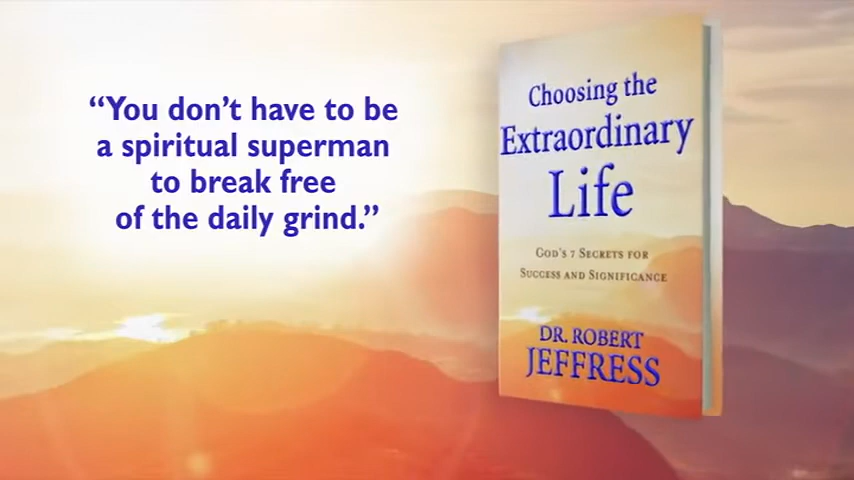 “You don’t have to be
a spiritual superman
to break free
of the daily grind.”
Choosing the
Extraordinary
Life
God's 7 Secrets for
Success and Significance
DR. ROBERT
JEFFRESS